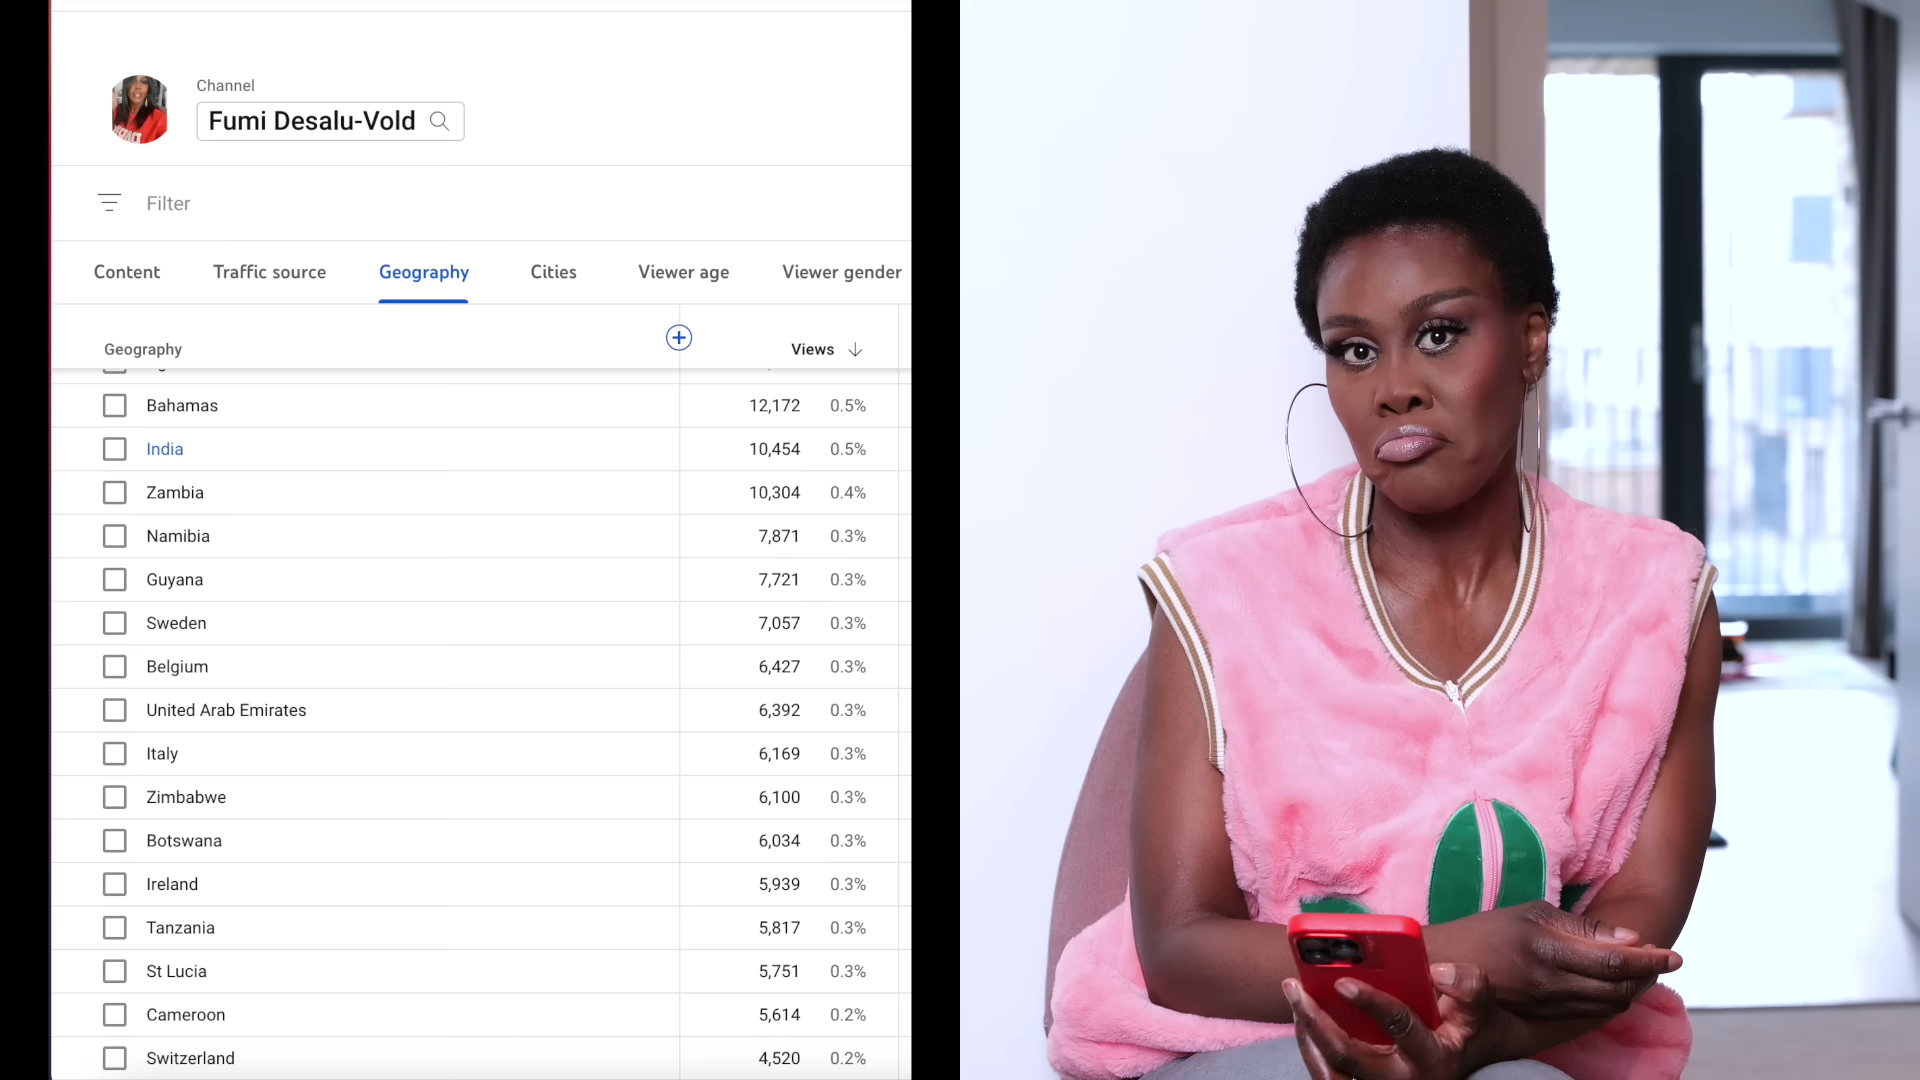 Channel
Fumi Desalu-Vold
Filter
Content Traffic source Geography Cities Viewer age Viewer gender
Geography Views
Bahamas 12,172 0.5%
India 10,454 0.5%
Zambia 10,304 0.4%
Namibia 7,871 0.3%
Guyana 7,721 0.3%
Sweden 7,057 0.3%
Belgium 6,427 0.3%
United Arab Emirates 6,392 0.3%
Italy 6,169 0.3%
Zimbabwe 6,100 0.3%
Botswana 6,034 0.3%
Ireland 5,939 0.3%
Tanzania 5,817 0.3%
St Lucia 5,751 0.3%
Cameroon 5,614 0.2%
Switzerland 4,520 0.2%